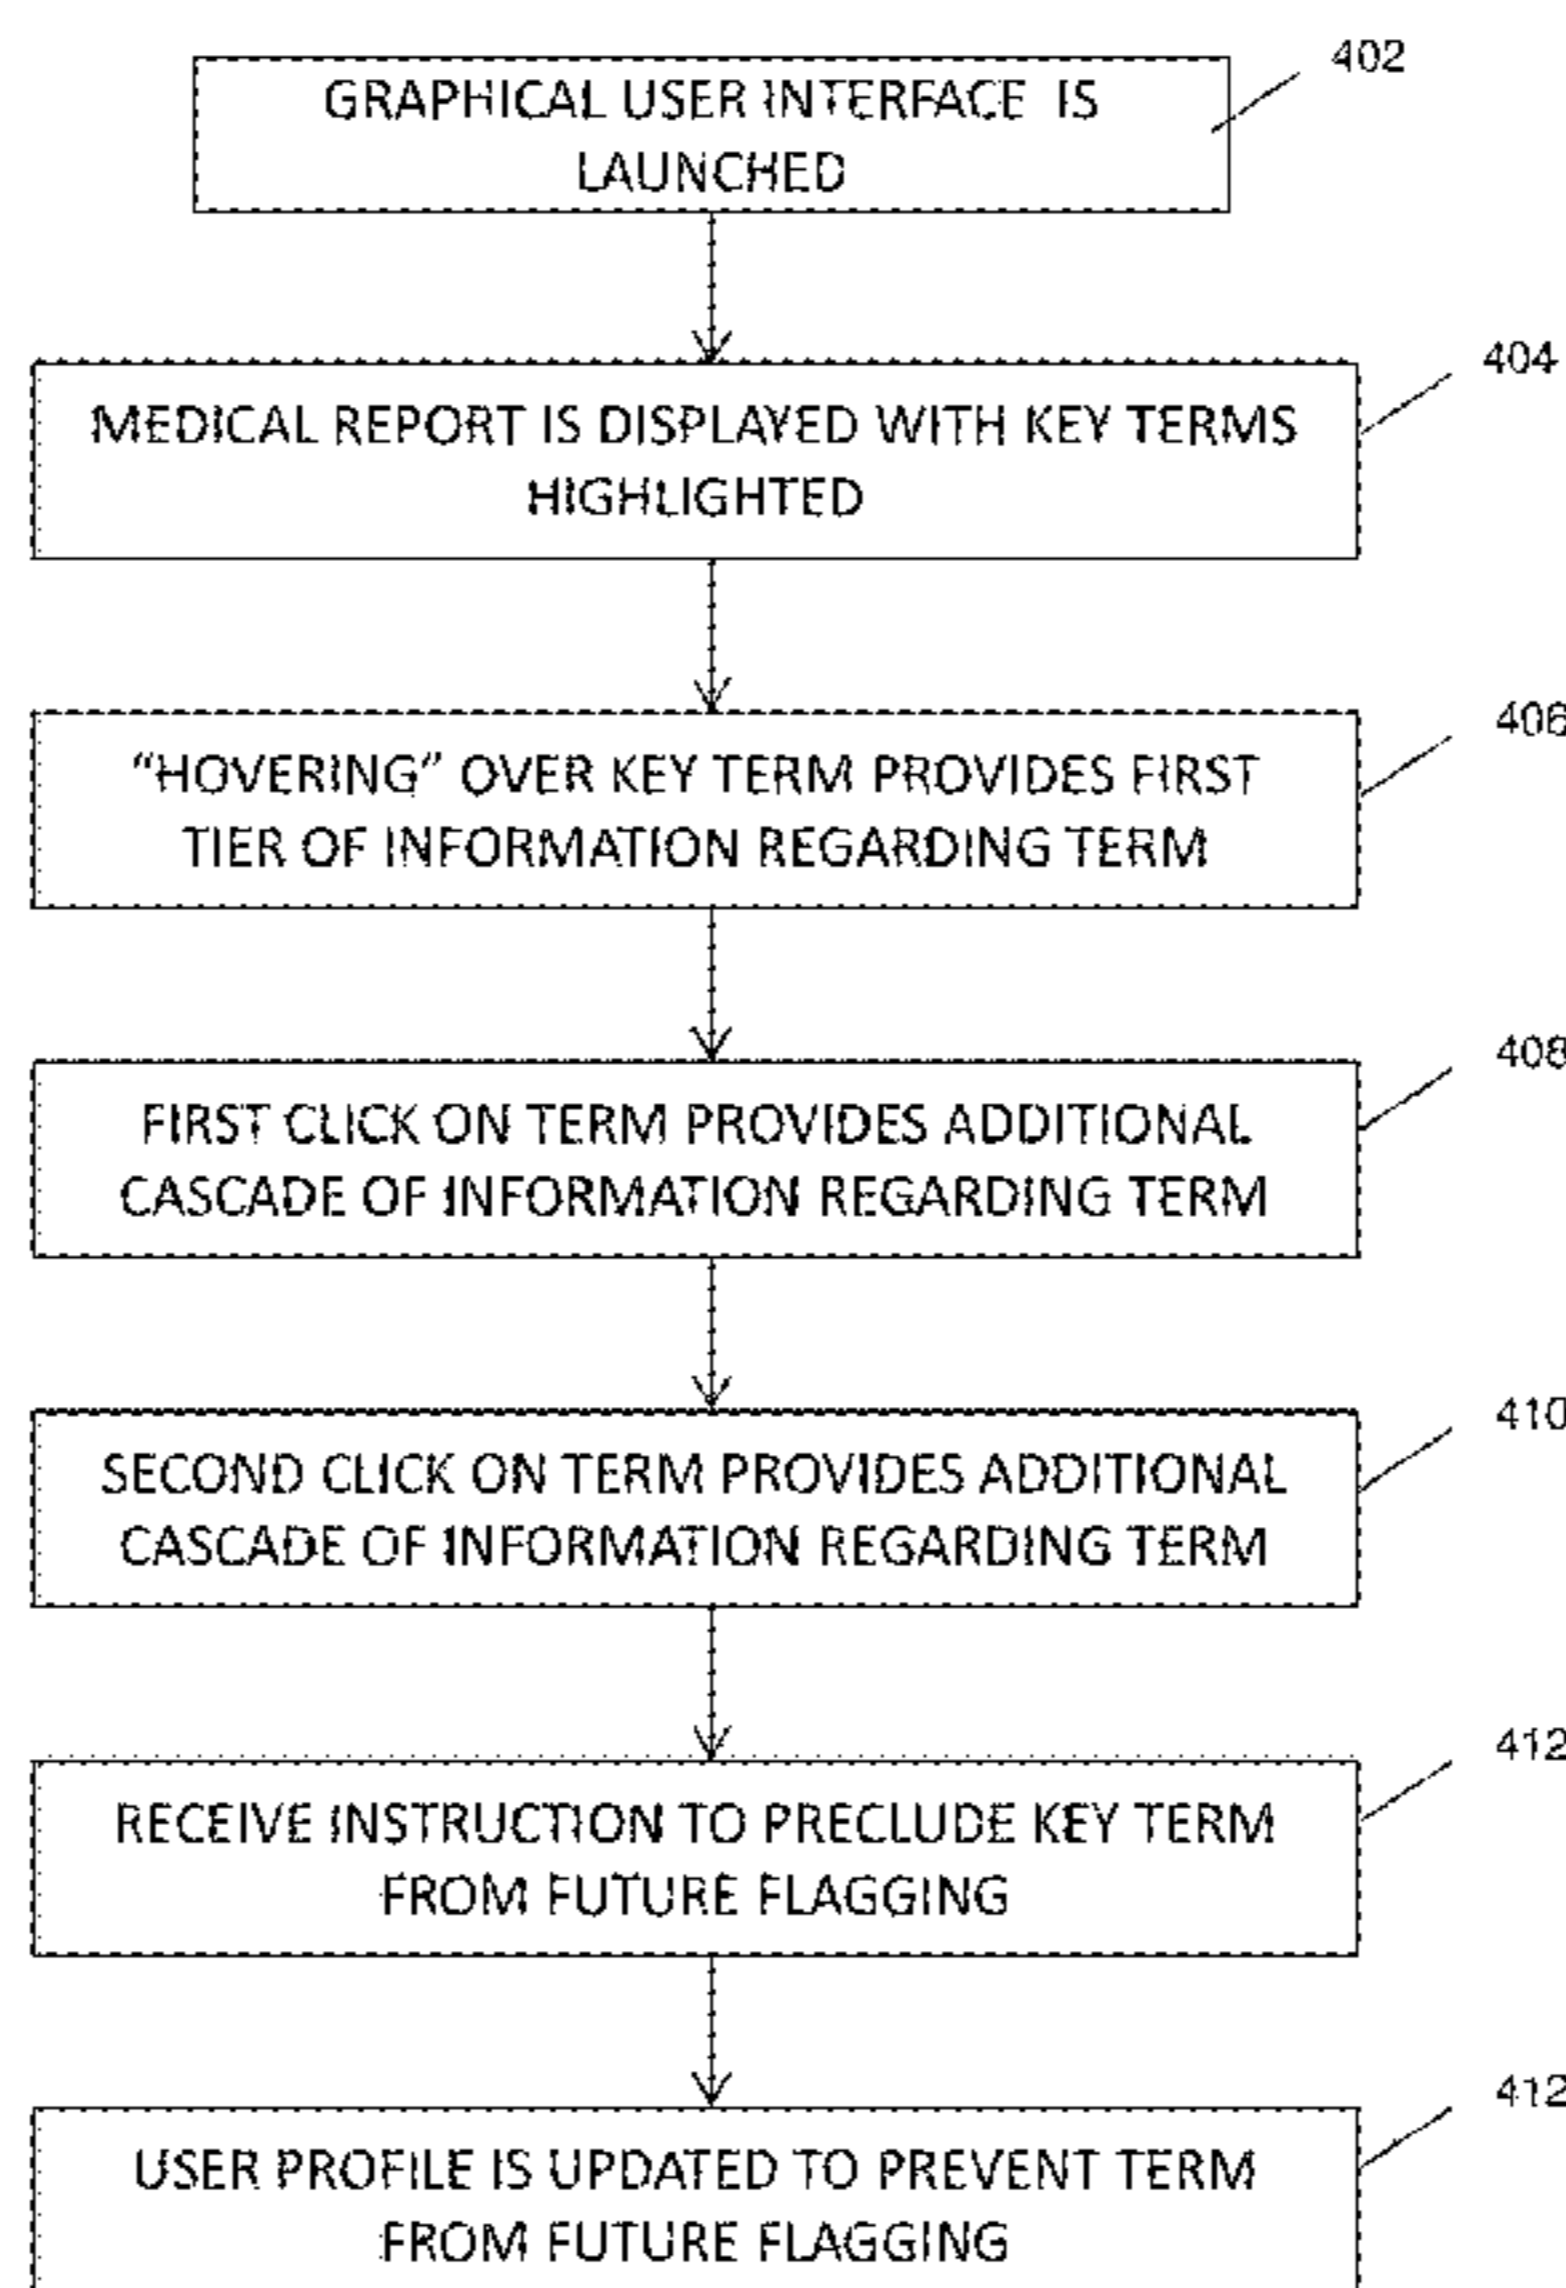 402
GRAPHICAL USER INTERFACE IS
LAUNCHED
404
MEDICAL REPORT IS DISPLAYED WITH KEY TERMS
HIGHLIGHTED
406
“HOVERING” OVER KEY TERM PROVIDES FIRST
TIER OF INFORMATION REGARDING TERM
408
FIRST CLICK ON TERM PROVIDES ADDITIONAL
CASCADE OF INFORMATION REGARDING TERM
410
SECOND CLICK ON TERM PROVIDES ADDITIONAL
CASCADE OF INFORMATION REGARDING TERM
412
RECEIVE INSTRUCTION TO PRECLUDE KEY TERM
FROM FUTURE FLAGGING
412
USER PROFILE IS UPDATED TO PREVENT TERM
FROM FUTURE FLAGGING